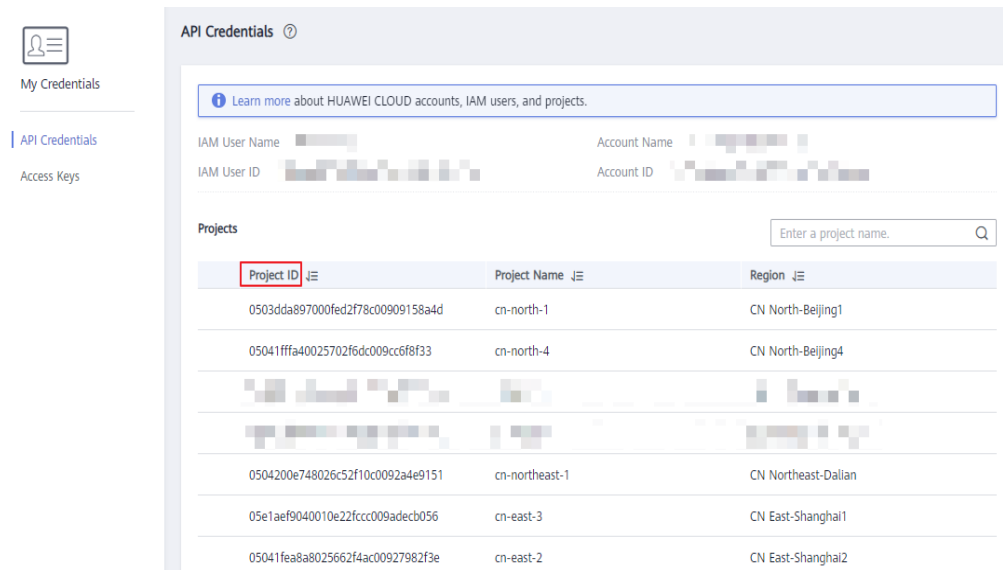 API Credentials ?
My Credentials
API Credentials
Access Keys
i Learn more about HUAWEI CLOUD accounts, IAM users, and projects.
IAM User Name Account Name
IAM User ID Account ID
Projects Enter a project name.
Project ID Project Name Region
0503dda897000fed2f78c00909158a4d cn-north-1 CN North-Beijing1
05041fffa40025702f6dc009cc6f8f33 cn-north-4 CN North-Beijing4
0504200e748026c52f10c0092a4e9151 cn-northeast-1 CN Northeast-Dalian
05e1aef9040010e22fccc009adecb056 cn-east-3 CN East-Shanghai1
05041fea8a8025662f4ac00927982f3e cn-east-2 CN East-Shanghai2